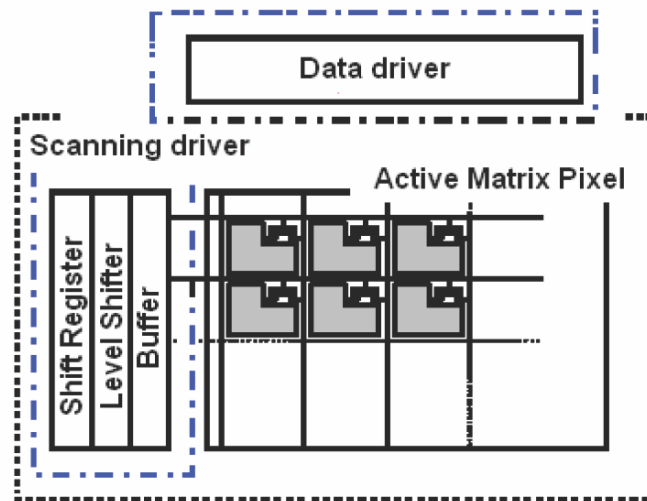 Data driver
Scanning driver
Active Matrix Pixel
Shift Register
Level Shifter
Buffer